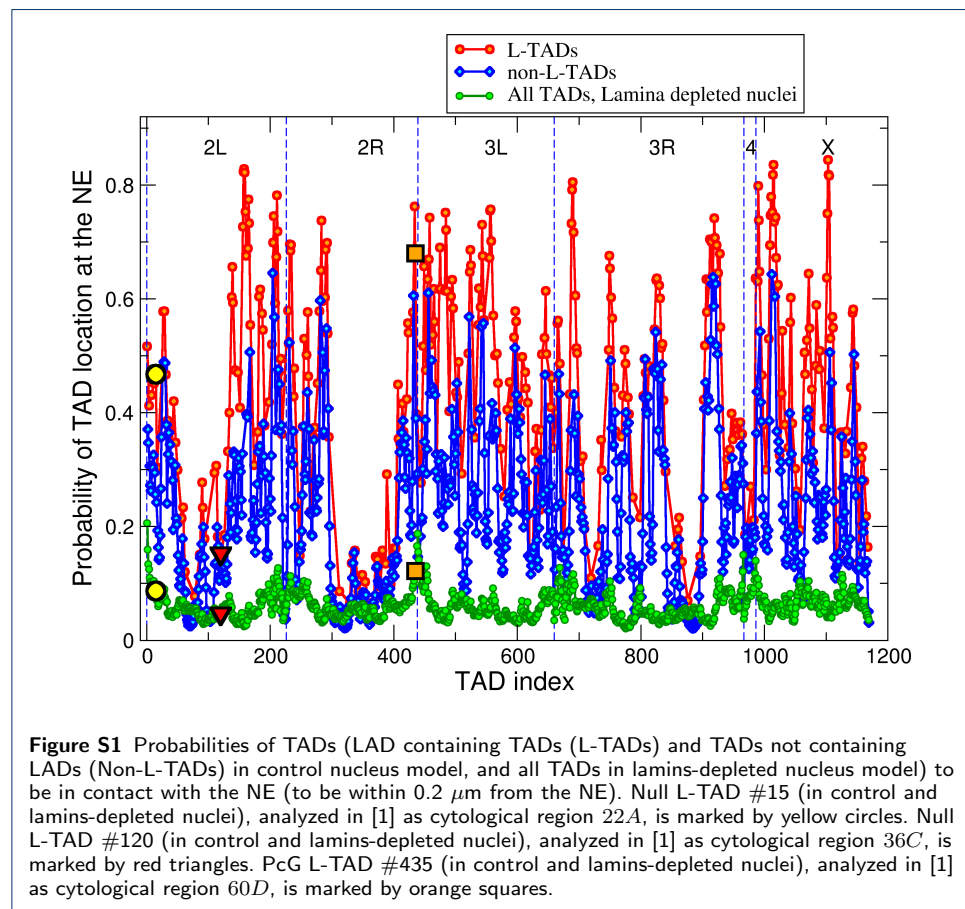 L-TADs
non-L-TADs
All TADs, Lamina depleted nuclei
2L 2R 3L 3R 4 X
0.8
0.6
0.4
0.2
0
Probability of TAD location at the NE
0 200 400 600 800 1000 1200
TAD index
Figure S1 Probabilities of TADs (LAD containing TADs (L-TADs) and TADs not containing
LADs (Non-L-TADs) in control nucleus model, and all TADs in lamins-depleted nucleus model) to
be in contact with the NE (to be within 0.2 μm from the NE). Null L-TAD #15 (in control and
lamins-depleted nuclei), analyzed in [1] as cytological region 22A, is marked by yellow circles. Null
L-TAD #120 (in control and lamins-depleted nuclei), analyzed in [1] as cytological region 36C, is
marked by red triangles. PcG L-TAD #435 (in control and lamins-depleted nuclei), analyzed in [1]
as cytological region 60D, is marked by orange squares.